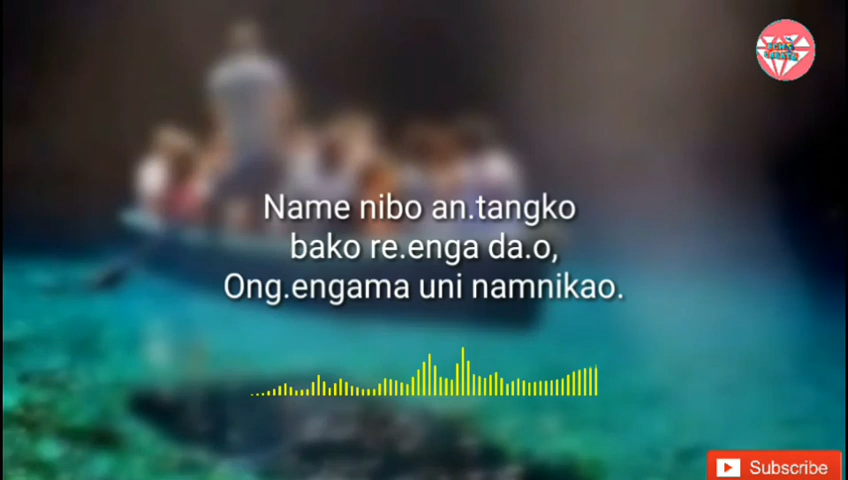 Name nibo an.tangko
bako re.enga da.o,
Ong.engama uni namnikao.
Subscribe